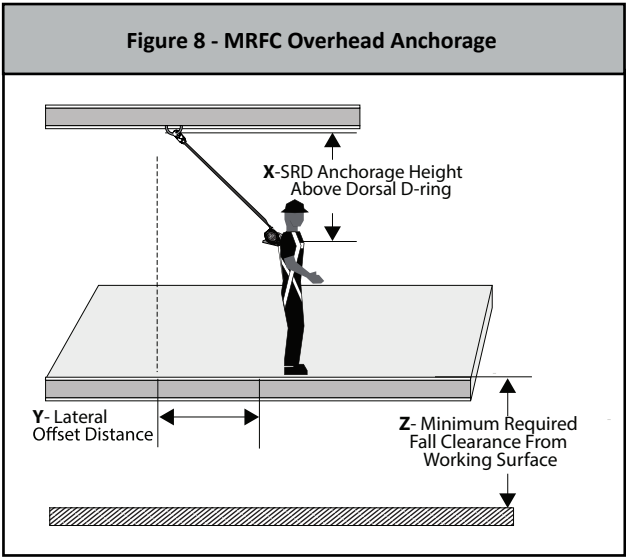 Figure 8 - MRFC Overhead Anchorage
X-SRD Anchorage Height
Above Dorsal D-ring
Y- Lateral
Offset Distance
Z- Minimum Required
Fall Clearance From
Working Surface